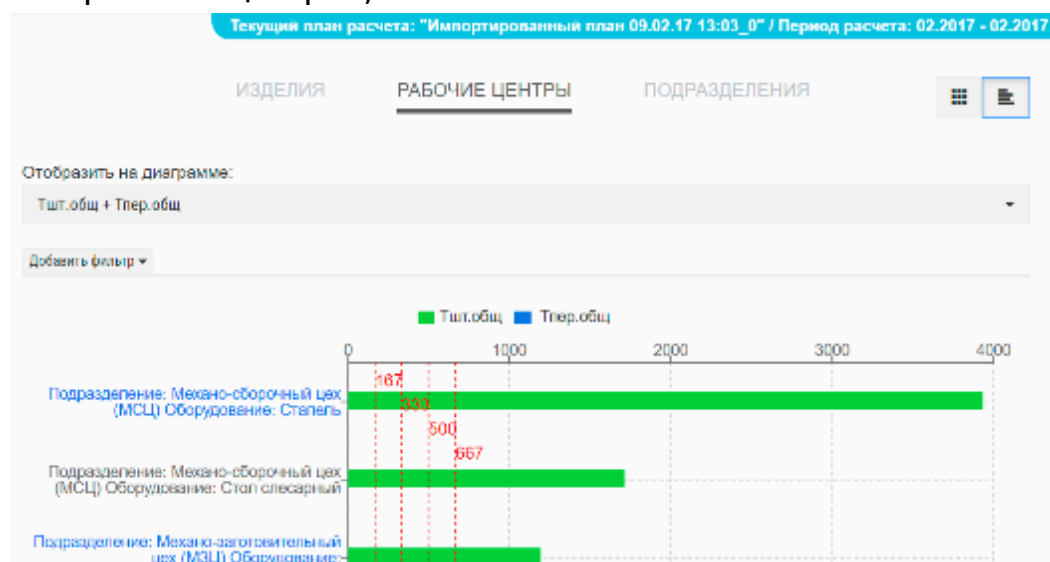 Текущий план расчета: "Импортированный план 09.02.17 13:03_0" / Период расчета: 02.2017 - 02.2017
ИЗДЕЛИЯ РАБОЧИЕ ЦЕНТРЫ ПОДРАЗДЕЛЕНИЯ
Отобразить на диаграмме:
Тшт.общ + Тпер.общ
Добавить фильтр
Тшт.общ Тпер.общ
0 1000 2000 3000 4000
167
Подразделение: Механо-сборочный цех
(МСЦ) Оборудование: Стапель
333
500
667
Подразделение: Механо-сборочный цех
(МСЦ) Оборудование: Стол слесарный
Подразделение: Механо-заготовительный
цех (МЗЦ) Оборудование: